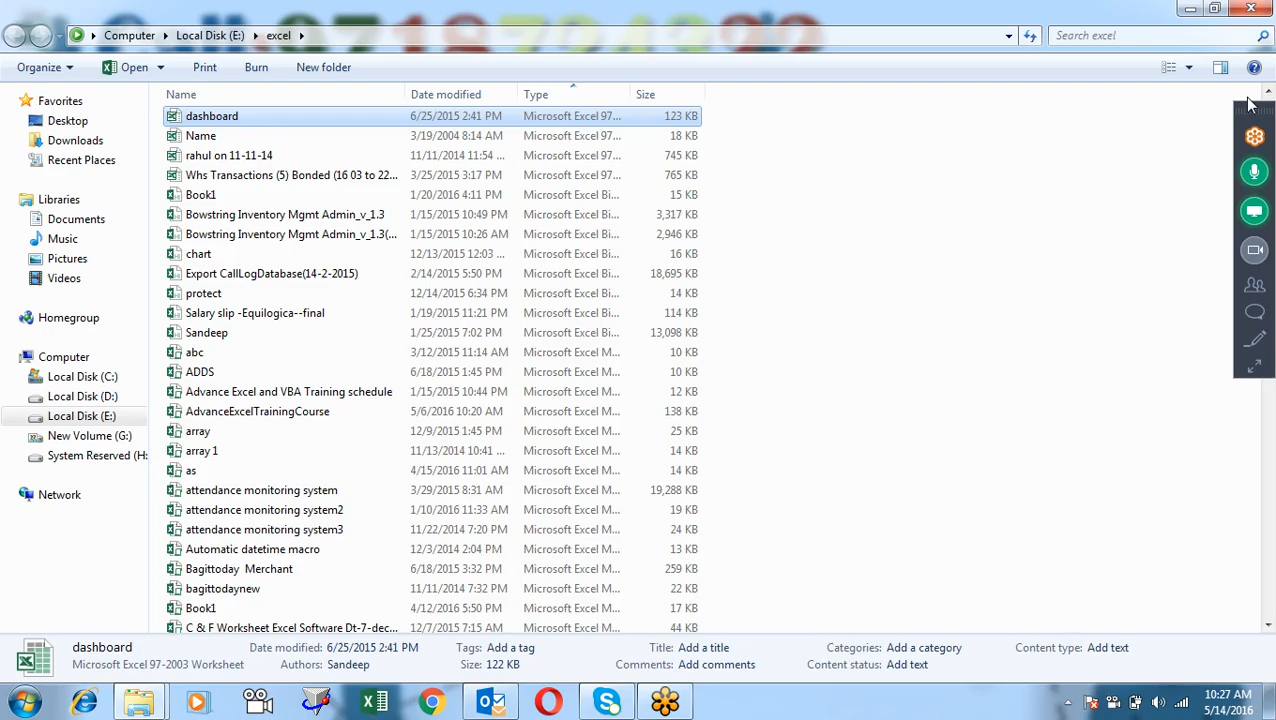 Computer Local Disk (E:) excel
Search excel
Organize Open Print Burn New folder
Name Date modified Type Size
Favorites
Desktop
Downloads
Recent Places
Libraries
Documents
Music
Pictures
Videos
Homegroup
Computer
Local Disk (C:)
Local Disk (D:)
Local Disk (E:)
New Volume (G:)
System Reserved (H:
Network
dashboard 6/25/2015 2:41 PM Microsoft Excel 97... 123 KB
Name 3/19/2004 8:14 AM Microsoft Excel 97... 18 KB
rahul on 11-11-14 11/11/2014 11:54 ... Microsoft Excel 97... 745 KB
Whs Transactions (5) Bonded (16 03 to 22... 3/25/2015 3:17 PM Microsoft Excel 97... 765 KB
Book1 1/20/2016 4:11 PM Microsoft Excel Bi... 15 KB
Bowstring Inventory Mgmt Admin_v_1.3 1/15/2015 10:49 PM Microsoft Excel Bi... 3,317 KB
Bowstring Inventory Mgmt Admin_v_1.3(... 1/15/2015 10:26 AM Microsoft Excel Bi... 2,946 KB
chart 12/13/2015 12:03 ... Microsoft Excel Bi... 16 KB
Export CallLogDatabase(14-2-2015) 2/14/2015 5:50 PM Microsoft Excel Bi... 18,695 KB
protect 12/14/2015 6:34 PM Microsoft Excel Bi... 14 KB
Salary slip -Equilogica--final 1/19/2015 11:21 PM Microsoft Excel Bi... 114 KB
Sandeep 1/25/2015 7:02 PM Microsoft Excel Bi... 13,098 KB
abc 3/12/2015 11:14 AM Microsoft Excel M... 10 KB
ADDS 6/18/2015 1:45 PM Microsoft Excel M... 10 KB
Advance Excel and VBA Training schedule 1/15/2015 10:44 PM Microsoft Excel M... 12 KB
AdvanceExcelTrainingCourse 5/6/2016 10:20 AM Microsoft Excel M... 138 KB
array 12/9/2015 1:45 PM Microsoft Excel M... 25 KB
array 1 11/13/2014 10:41 ... Microsoft Excel M... 14 KB
as 4/15/2016 11:01 AM Microsoft Excel M... 14 KB
attendance monitoring system 3/29/2015 8:31 AM Microsoft Excel M... 19,288 KB
attendance monitoring system2 1/10/2016 11:33 AM Microsoft Excel M... 19 KB
attendance monitoring system3 11/22/2014 7:20 PM Microsoft Excel M... 24 KB
Automatic datetime macro 12/3/2014 2:04 PM Microsoft Excel M... 13 KB
Bagittoday Merchant 6/18/2015 3:32 PM Microsoft Excel M... 259 KB
bagittodaynew 11/11/2014 7:32 PM Microsoft Excel M... 22 KB
Book1 4/12/2016 5:50 PM Microsoft Excel M... 17 KB
C & F Worksheet Excel Software Dt-7-dec... 12/7/2015 7:15 AM Microsoft Excel M... 44 KB
dashboard Date modified: 6/25/2015 2:41 PM Tags: Add a tag Title: Add a title Categories: Add a category Content type: Add text
Microsoft Excel 97-2003 Worksheet Authors: Sandeep Size: 122 KB Comments: Add comments Content status: Add text
10:27 AM
5/14/2016